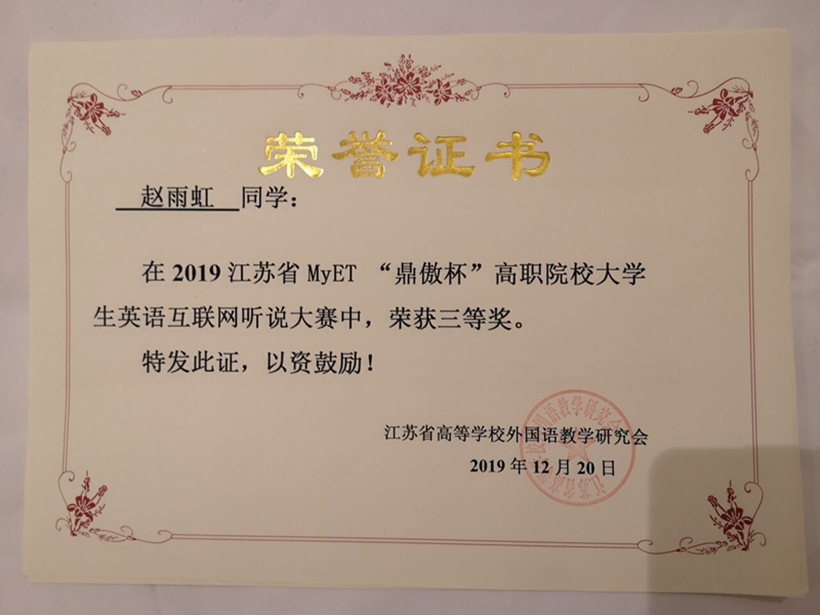 荣誉证书
赵雨虹 同学：
在 2019 江苏省 MyET “鼎傲杯”高职院校大学
生英语互联网听说大赛中，荣获三等奖。
特发此证，以资鼓励！
江苏省高等学校外国语教学研究会
2019 年 12 月 20 日